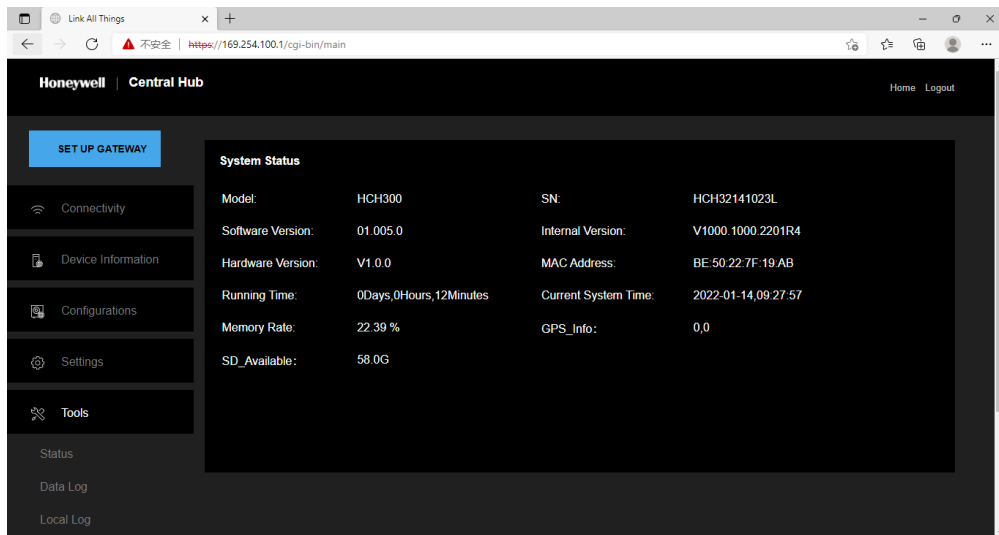 Link All Things
不安全 | https://169.254.100.1/cgi-bin/main
Honeywell | Central Hub
Home Logout
SET UP GATEWAY
System Status
Model: HCH300 SN: HCH32141023L
Connectivity
Software Version: 01.005.0 Internal Version: V1000.1000.2201R4
Device Information
Hardware Version: V1.0.0 MAC Address: BE:50:22:7F:19:AB
Running Time: 0Days,0Hours,12Minutes Current System Time: 2022-01-14,09:27:57
Configurations
Memory Rate: 22.39 % GPS_Info: 0,0
Settings
SD_Available: 58.0G
Tools
Status
Data Log
Local Log